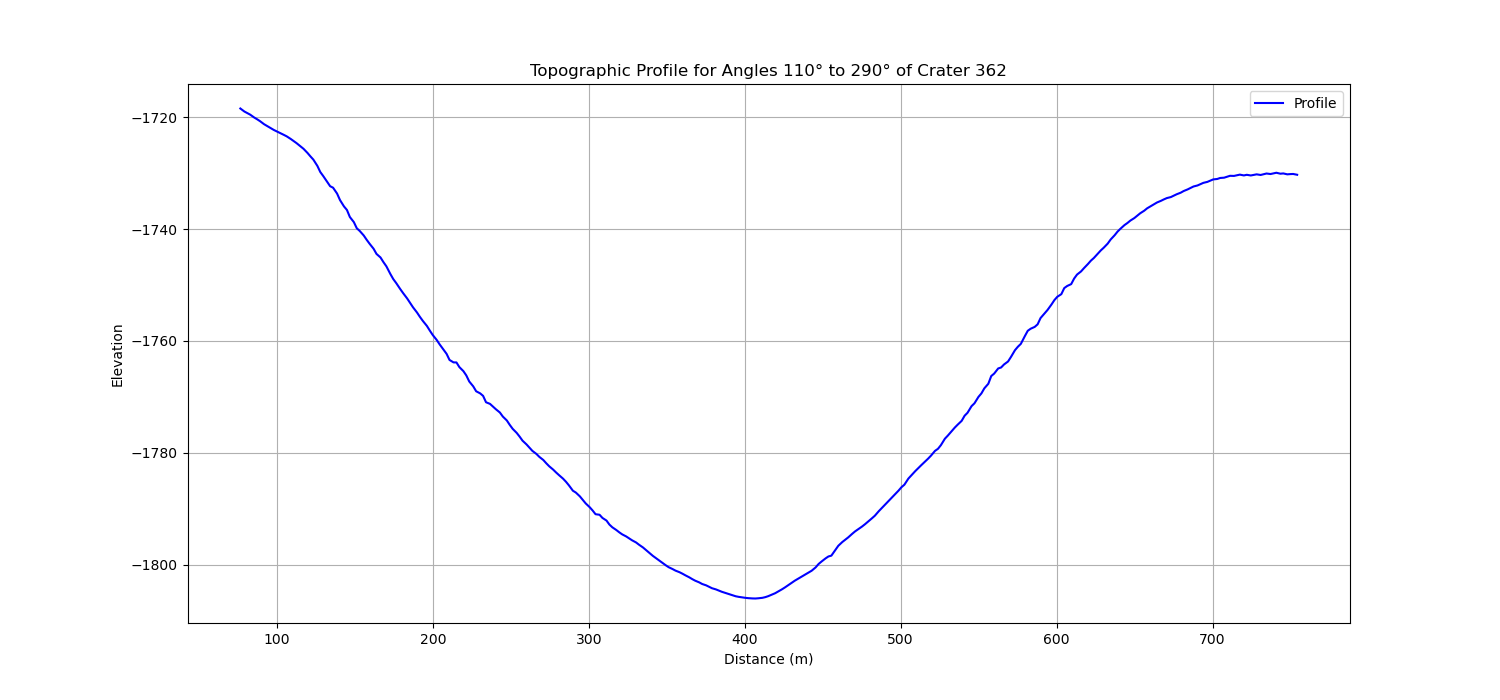 Topographic Profile for Angles 110° to 290° of Crater 362
Profile
−1720
−1740
−1760
−1780
−1800
Elevation
100 200 300 400 500 600 700
Distance (m)